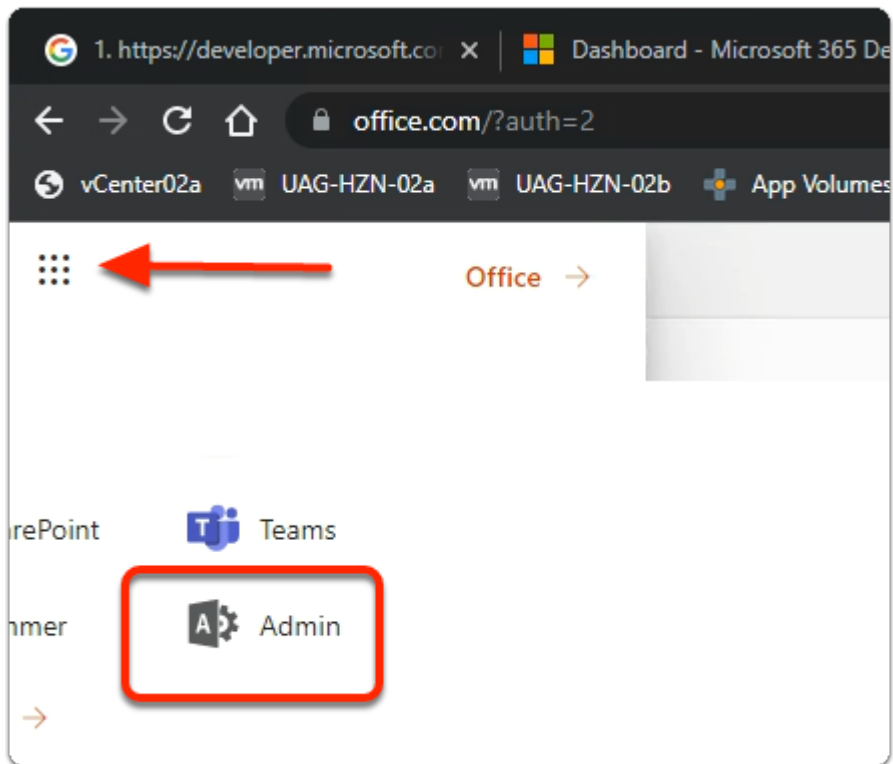 1. https://developer.microsoft.co
Dashboard - Microsoft 365 De
office.com/?auth=2
vCenter02a vm UAG-HZN-02a vm UAG-HZN-02b App Volumes
Office →
rePoint
T Teams
mmer
A Admin
→